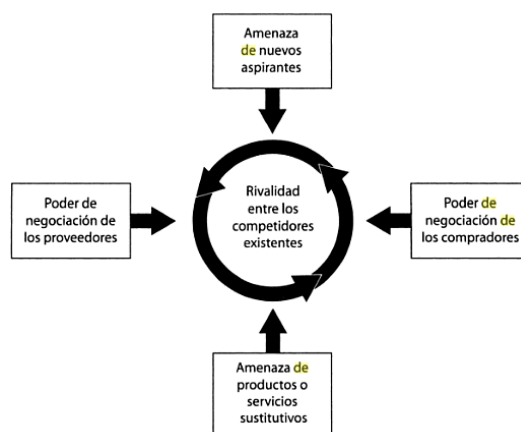 Amenaza
de nuevos
aspirantes
Poder de
negociación de
los proveedores
Rivalidad
entre los
competidores
existentes
Poder de
negociación de
los compradores
Amenaza de
productos o
servicios
sustitutivos